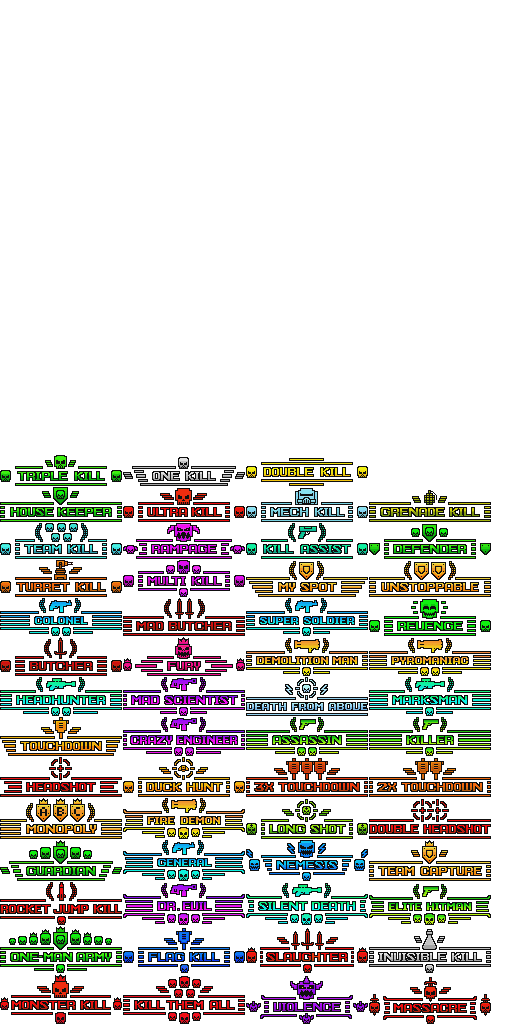 TRIPLE KILL ONE KILL DOUBLE KILL
HOUSE KEEPER ULTRA KILL MECH KILL GRENADE KILL
TEAM KILL RAMPAGE KILL ASSIST DEFENDER
TURRET KILL MULTI KILL MY SPOT UNSTOPPABLE
COLONEL MAD BUTCHER SUPER SOLDIER REVENGE
BUTCHER FURY DEMOLITION MAN PYROMANIAC
HEADHUNTER MAD SCIENTIST DEATH FROM ABOVE MARKSMAN
TOUCHDOWN CRAZY ENGINEER ASSASSIN KILLER
HEADSHOT DUCK HUNT 3X TOUCHDOWN 2X TOUCHDOWN
A B C
MONOPOLY FIRE DEMON LONG SHOT DOUBLE HEADSHOT
GUARDIAN GENERAL NEMESIS TEAM CAPTURE
ROCKET JUMP KILL DR. EVIL SILENT DEATH ELITE HITMAN
ONE-MAN ARMY FLAG KILL SLAUGHTER INVISIBLE KILL
MONSTER KILL KILL THEM ALL VIOLENCE MASSACRE